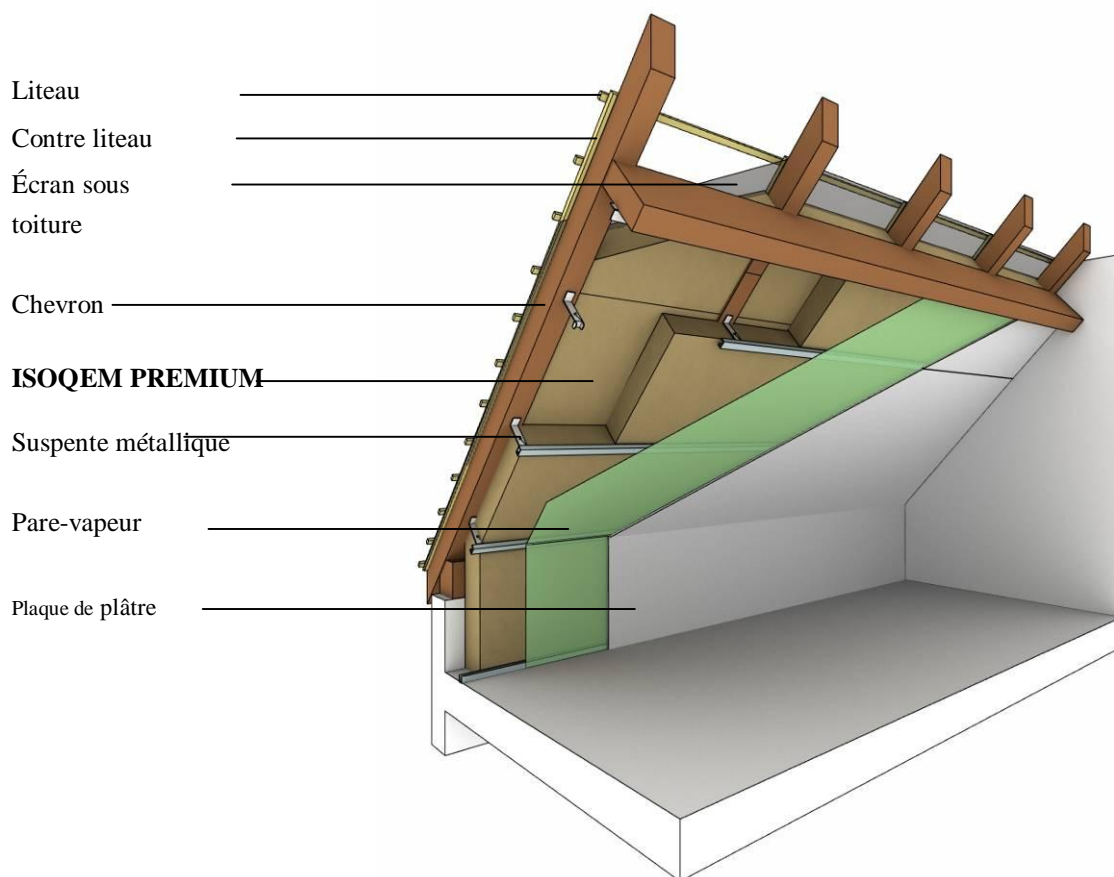 Liteau
Contre liteau
Écran sous
toiture
Chevron
ISOQEM PREMIUM
Suspente métallique
Pare-vapeur
Plaque de plâtre